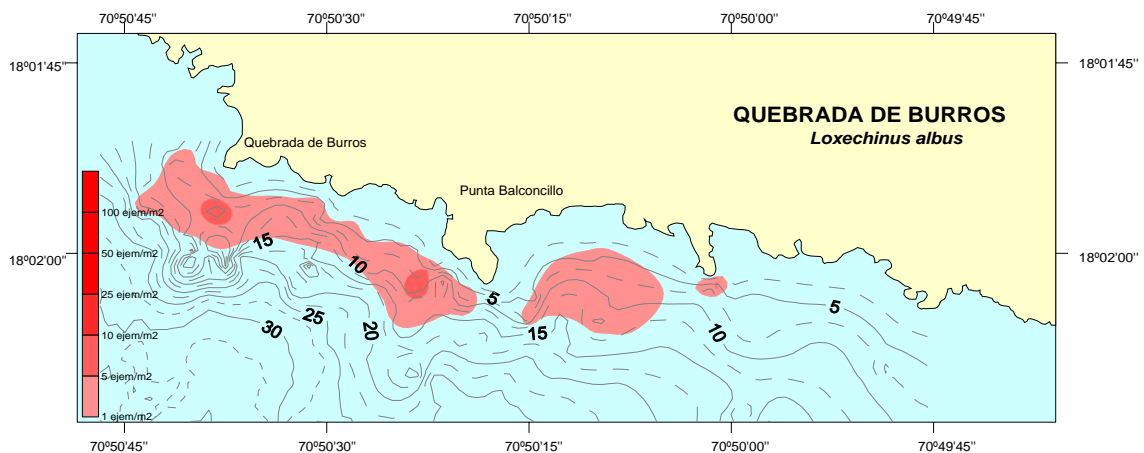 70º50'45'' 70º50'30'' 70º50'15'' 70º50'00'' 70º49'45''
18º01'45'' 18º01'45''
QUEBRADA DE BURROS
Loxechinus albus
Quebrada de Burros
Punta Balconcillo
100 ejem/m2
50 ejem/m2
25 ejem/m2
10 ejem/m2
5 ejem/m2
1 ejem/m2
18º02'00'' 18º02'00''
15
10
5
5
25
20
30
15
10
70º50'45'' 70º50'30'' 70º50'15'' 70º50'00'' 70º49'45''